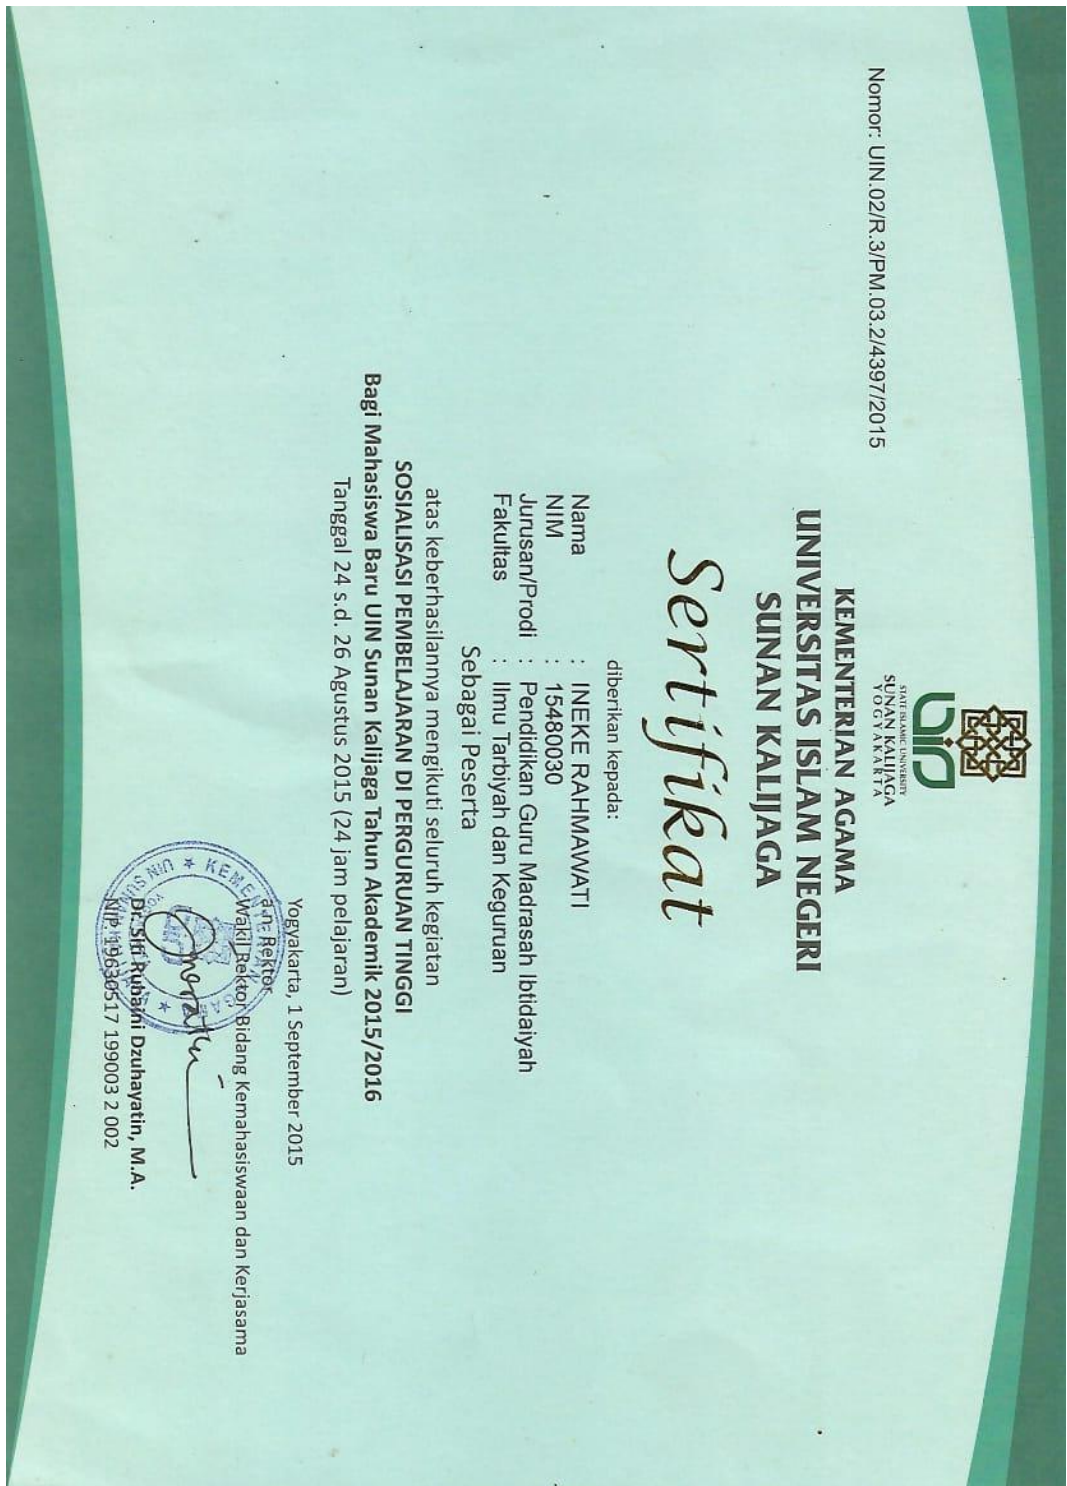 Nomor: UIN.02/R.3/PM.03.2/4397/2015
uin
STATE ISLAMIC UNIVERSITY
SUNAN KALIJAGA
YOGYAKARTA
KEMENTERIAN AGAMA
UNIVERSITAS ISLAM NEGERI
SUNAN KALIJAGA
Sertifikat
diberikan kepada:
Nama : INEKE RAHMAWATI
NIM : 15480030
Jurusan/Prodi : Pendidikan Guru Madrasah Ibtidaiyah
Fakultas : Ilmu Tarbiyah dan Keguruan
Sebagai Peserta
atas keberhasilannya mengikuti seluruh kegiatan
SOSIALISASI PEMBELAJARAN DI PERGURUAN TINGGI
Bagi Mahasiswa Baru UIN Sunan Kalijaga Tahun Akademik 2015/2016
Tanggal 24 s.d. 26 Agustus 2015 (24 jam pelajaran)
Yogyakarta, 1 September 2015
a.n. Rektor
Wakil Rektor Bidang Kemahasiswaan dan Kerjasama
Dr. Siti Ruhaini Dzuhayatin, M.A.
NIP. 19630517 199003 2 002